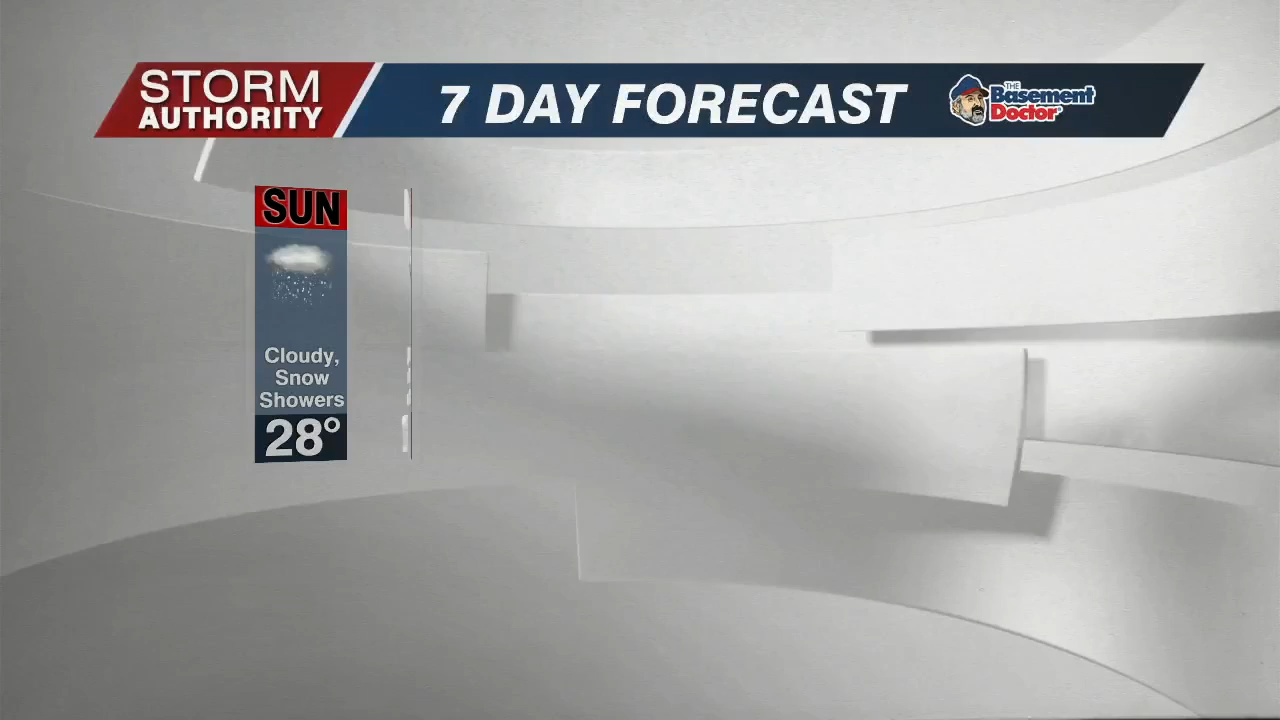 STORM
AUTHORITY
7 DAY FORECAST
THE
Basement
Doctor
SUN
Cloudy,
Snow
Showers
28°